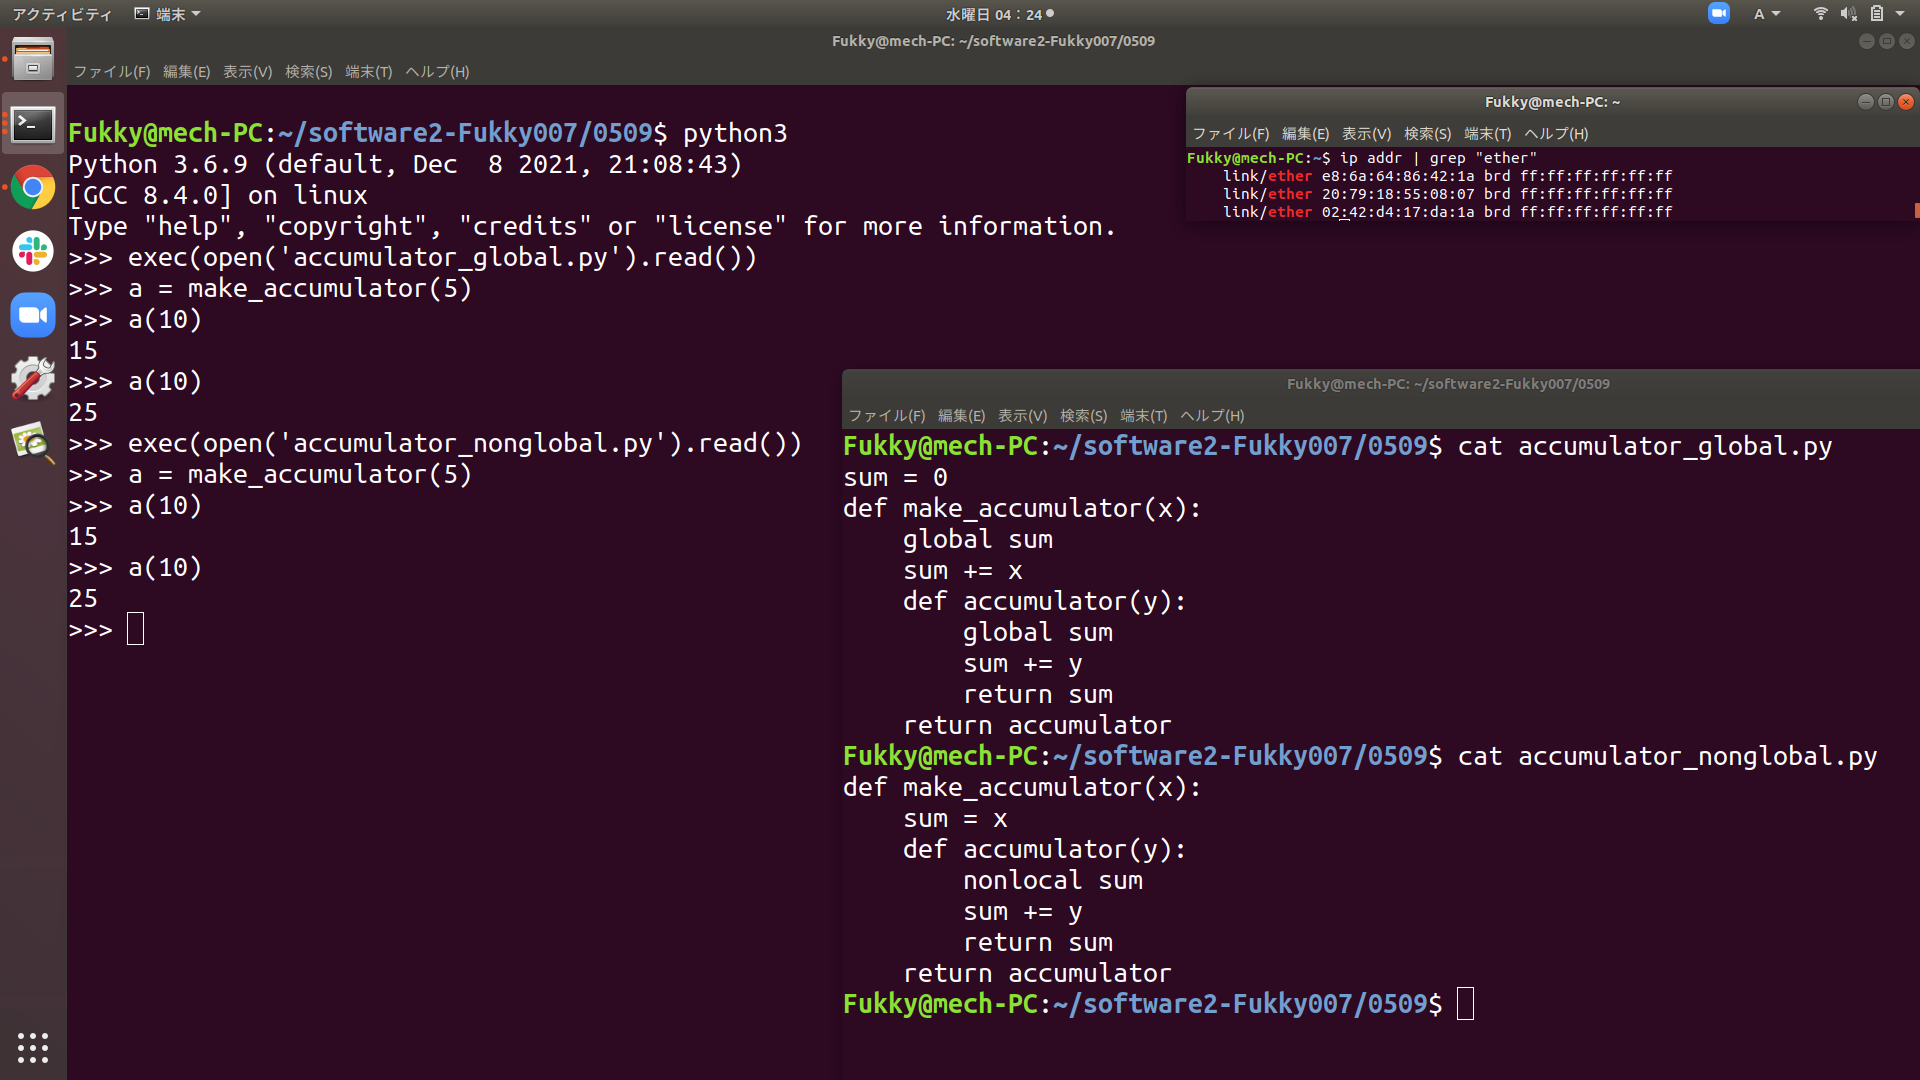 アクティビティ 端末 水曜日 04：24 A
Fukky@mech-PC: ~/software2-Fukky007/0509
ファイル(F) 編集(E) 表示(V) 検索(S) 端末(T) ヘルプ(H)
Fukky@mech-PC:~/software2-Fukky007/0509$ python3
Python 3.6.9 (default, Dec  8 2021, 21:08:43)
[GCC 8.4.0] on linux
Type "help", "copyright", "credits" or "license" for more information.
>>> exec(open('accumulator_global.py').read())
>>> a = make_accumulator(5)
>>> a(10)
15
>>> a(10)
25
>>> exec(open('accumulator_nonglobal.py').read())
>>> a = make_accumulator(5)
>>> a(10)
15
>>> a(10)
25
>>>
Fukky@mech-PC: ~
ファイル(F) 編集(E) 表示(V) 検索(S) 端末(T) ヘルプ(H)
Fukky@mech-PC:~$ ip addr | grep "ether"
    link/ether e8:6a:64:86:42:1a brd ff:ff:ff:ff:ff:ff
    link/ether 20:79:18:55:08:07 brd ff:ff:ff:ff:ff:ff
    link/ether 02:42:d4:17:da:1a brd ff:ff:ff:ff:ff:ff
Fukky@mech-PC: ~/software2-Fukky007/0509
ファイル(F) 編集(E) 表示(V) 検索(S) 端末(T) ヘルプ(H)
Fukky@mech-PC:~/software2-Fukky007/0509$ cat accumulator_global.py
sum = 0
def make_accumulator(x):
    global sum
    sum += x
    def accumulator(y):
        global sum
        sum += y
        return sum
    return accumulator
Fukky@mech-PC:~/software2-Fukky007/0509$ cat accumulator_nonglobal.py
def make_accumulator(x):
    sum = x
    def accumulator(y):
        nonlocal sum
        sum += y
        return sum
    return accumulator
Fukky@mech-PC:~/software2-Fukky007/0509$